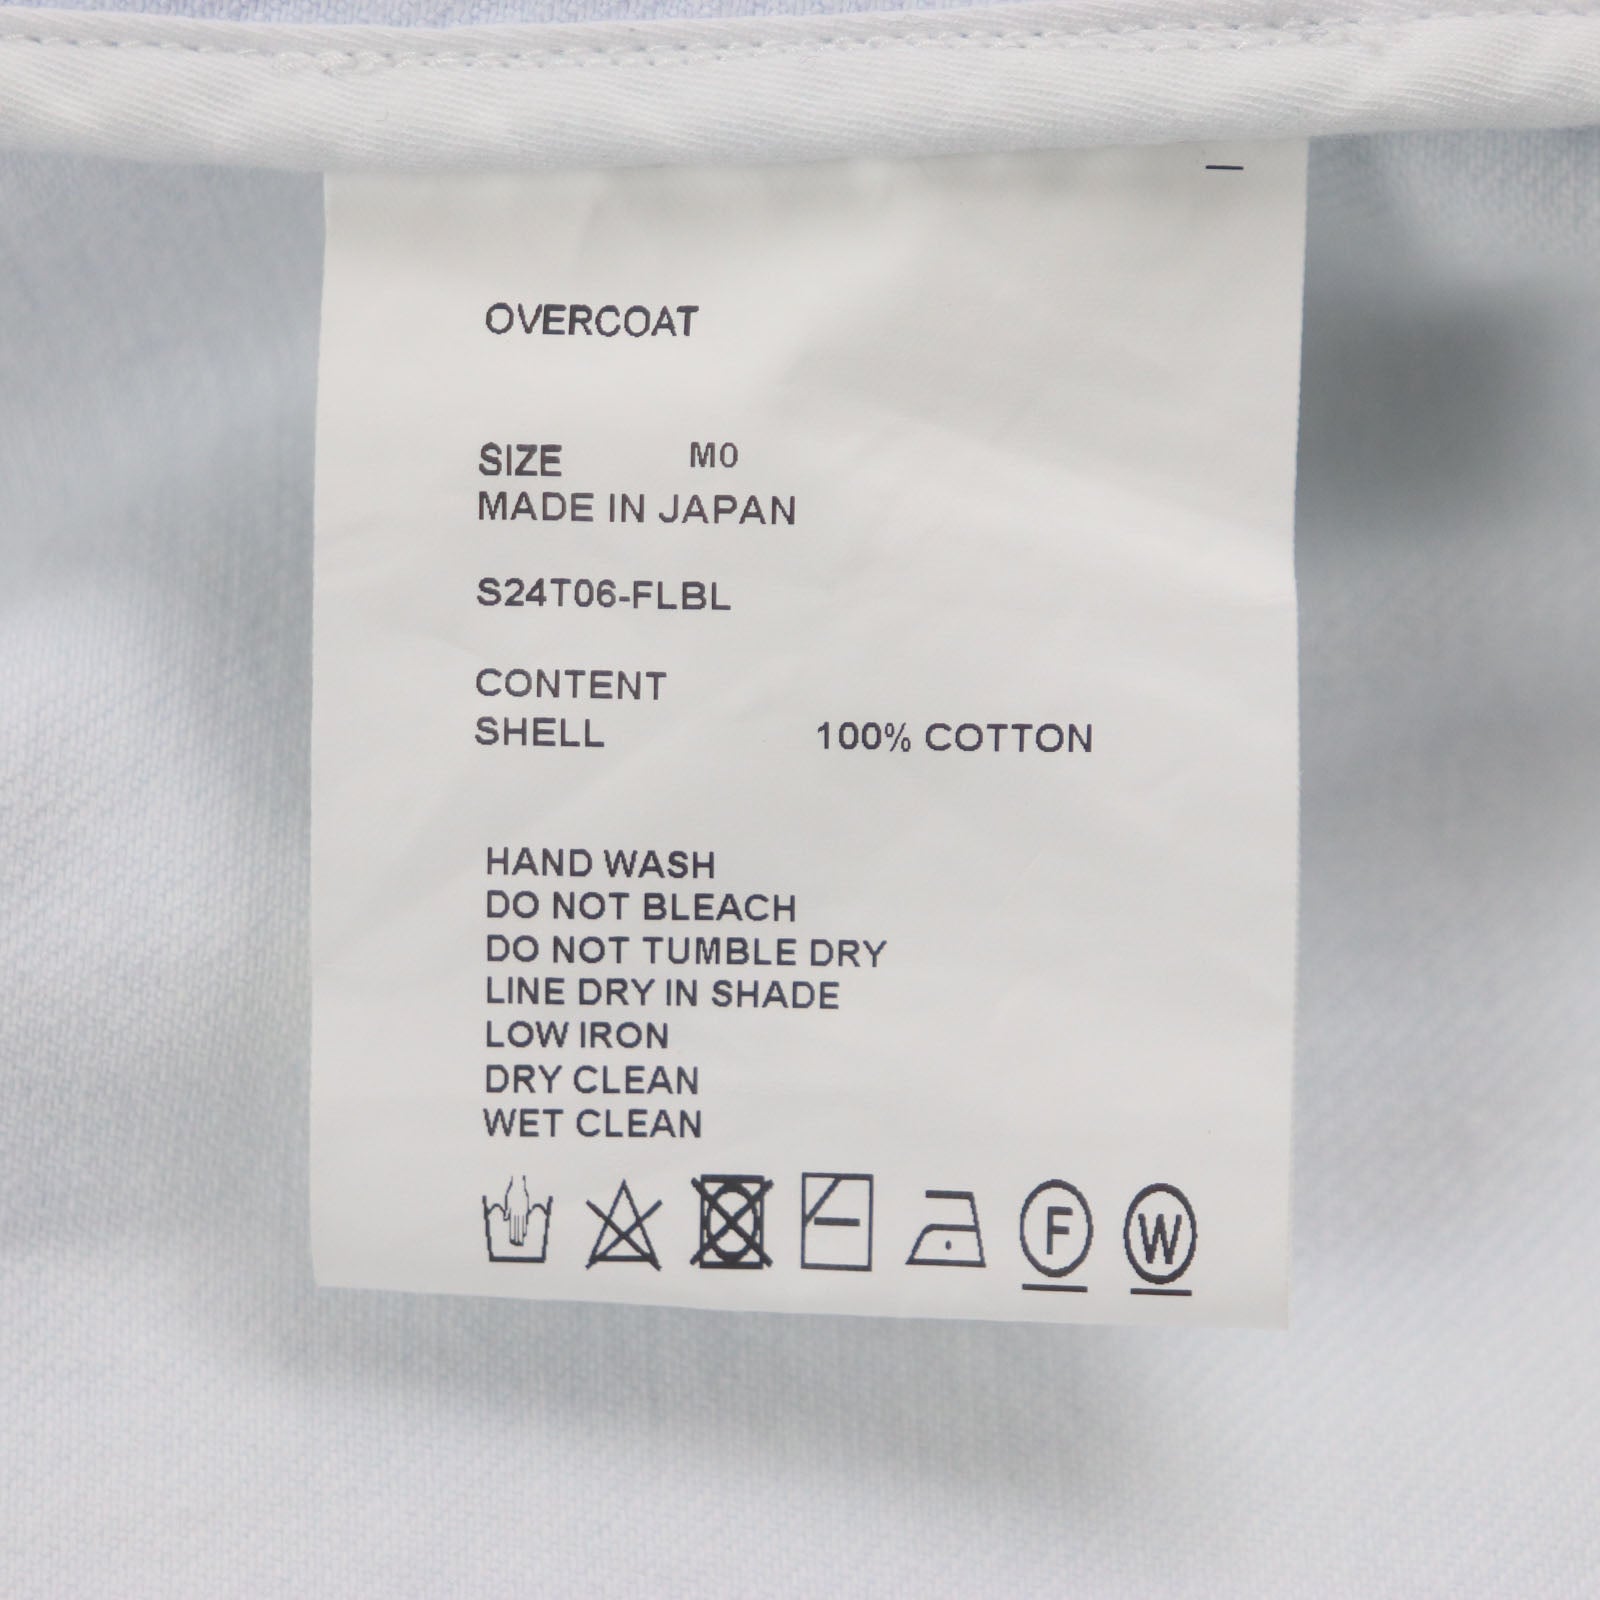 OVERCOAT
SIZE M0
MADE IN JAPAN
S24T06-FLBL
CONTENT
SHELL 100% COTTON
HAND WASH
DO NOT BLEACH
DO NOT TUMBLE DRY
LINE DRY IN SHADE
LOW IRON
DRY CLEAN
WET CLEAN
F W